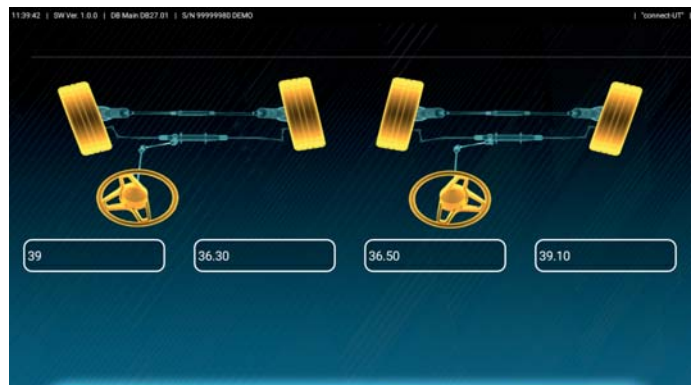 11:39:42 | SW Ver. 1.0.0 | DB Main DB27.01 | S/N 99999980 DEMO | "connect-UT" |
39 36.30 36.50 39.10